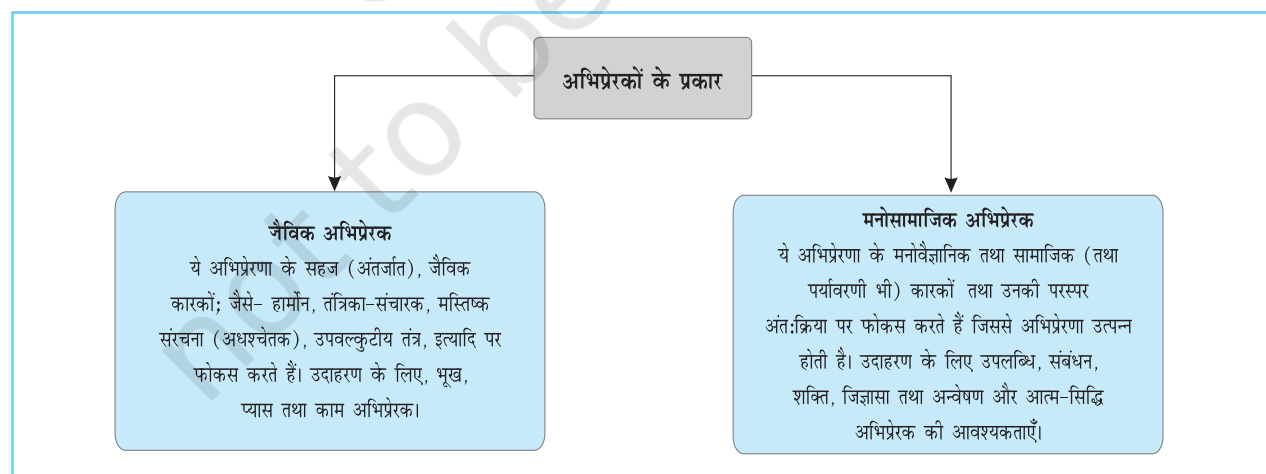 अभिप्रेरकों के प्रकार
जैविक अभिप्रेरक
ये अभिप्रेरणा के सहज (अंतर्जात), जैविक
कारकों; जैसे- हार्मोन, तंत्रिका-संचारक, मस्तिष्क
संरचना (अधश्चेतक), उपवल्कुटीय तंत्र, इत्यादि पर
फोकस करते हैं। उदाहरण के लिए, भूख,
प्यास तथा काम अभिप्रेरक।
मनोसामाजिक अभिप्रेरक
ये अभिप्रेरणा के मनोवैज्ञानिक तथा सामाजिक (तथा
पर्यावरणी भी) कारकों तथा उनकी परस्पर
अंत:क्रिया पर फोकस करते हैं जिससे अभिप्रेरणा उत्पन्न
होती है। उदाहरण के लिए उपलब्धि, संबंधन,
शक्ति, जिज्ञासा तथा अन्वेषण और आत्म-सिद्धि
अभिप्रेरक की आवश्यकताएँ।
not to be